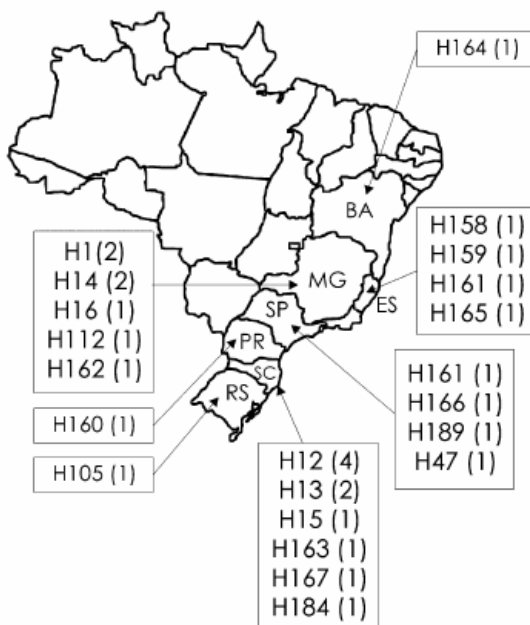 H164 (1)
BA
H158 (1)
H159 (1)
H161 (1)
H165 (1)
H1(2)
H14 (2)
H16 (1)
H112 (1)
H162 (1)
MG
ES
SP
PR
SC
RS
H161 (1)
H166 (1)
H189 (1)
H47 (1)
H160 (1)
H105 (1)
H12 (4)
H13 (2)
H15 (1)
H163 (1)
H167 (1)
H184 (1)